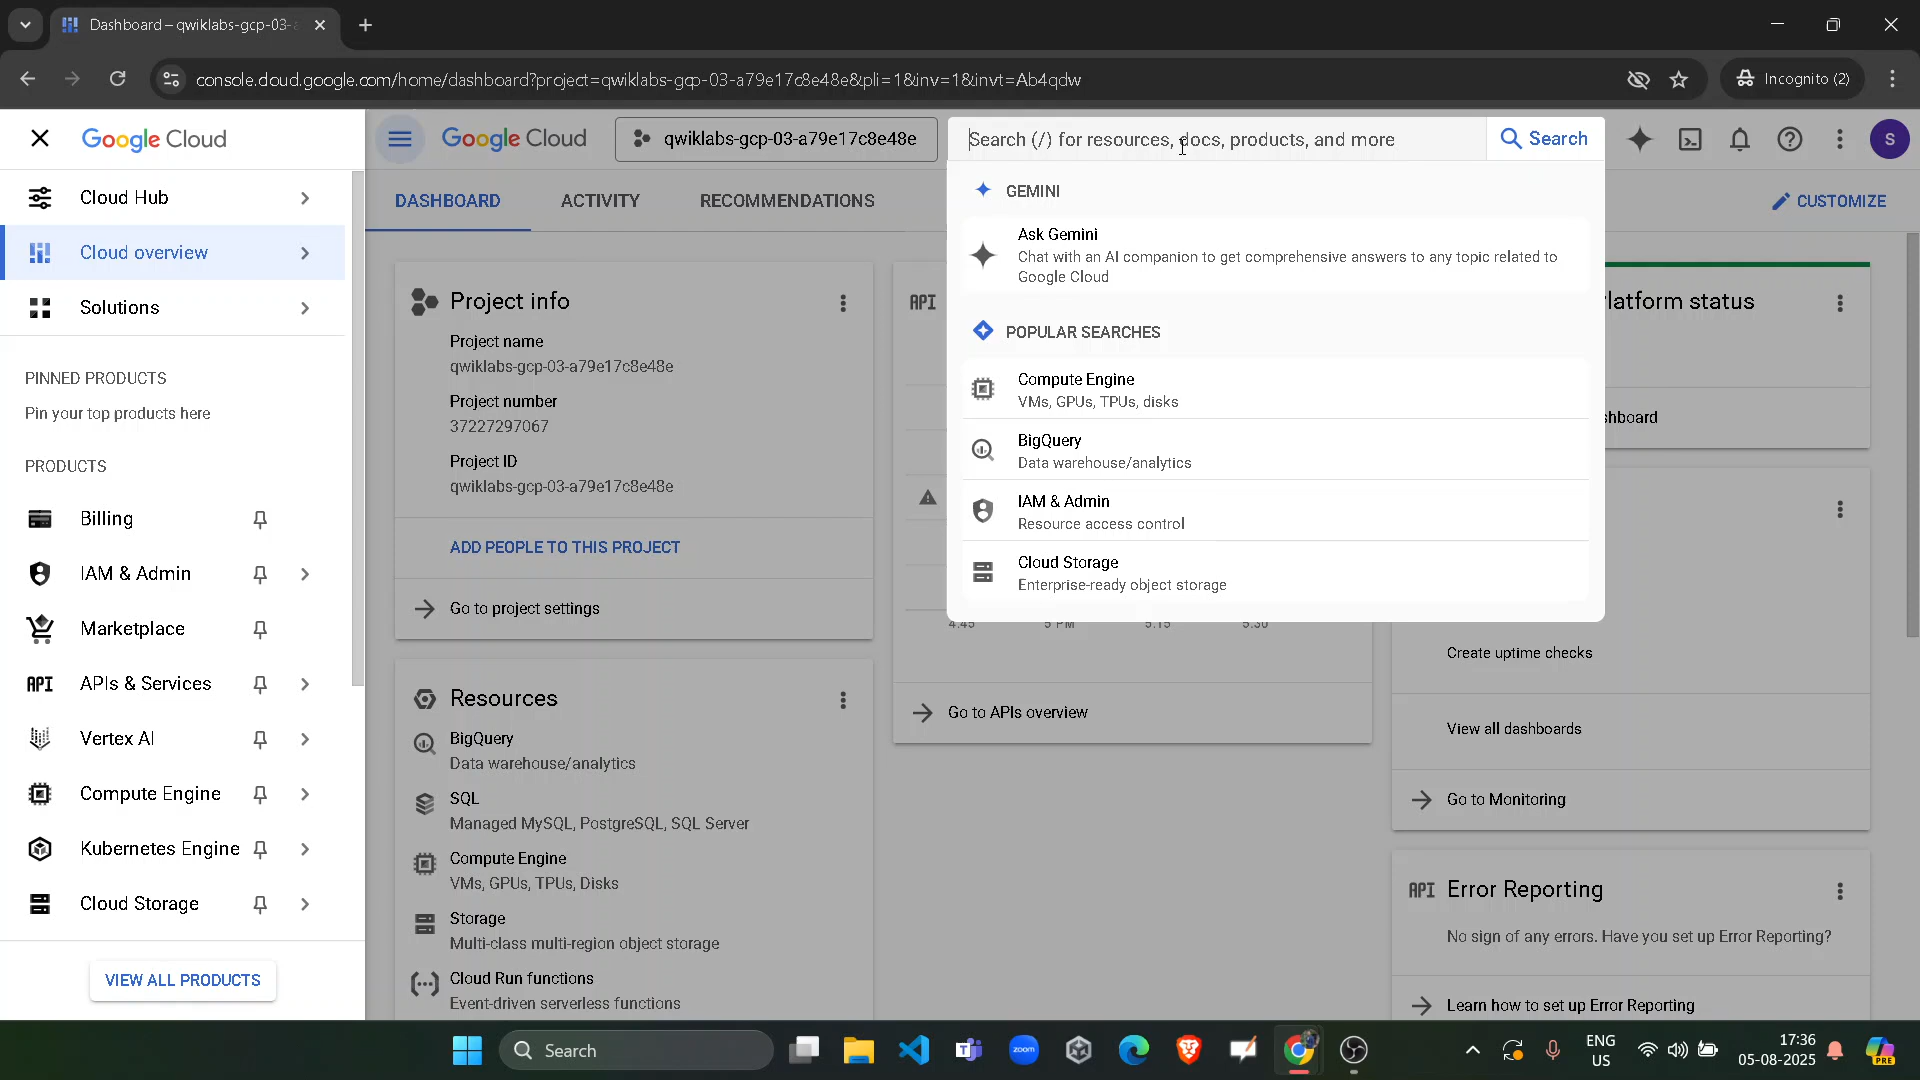 Dashboard – qwiklabs-gcp-03-
console.cloud.google.com/home/dashboard?project=qwiklabs-gcp-03-a79e17c8e48e&pli=1&inv=1&invt=Ab4qdw
Incognito (2)
Google Cloud
Cloud Hub
Cloud overview
Solutions
PINNED PRODUCTS
Pin your top products here
PRODUCTS
Billing
IAM & Admin
Marketplace
API APIs & Services
Vertex AI
Compute Engine
Kubernetes Engine
Cloud Storage
VIEW ALL PRODUCTS
Google Cloud
qwiklabs-gcp-03-a79e17c8e48e
Search (/) for resources, docs, products, and more
Search
S
DASHBOARD
ACTIVITY
RECOMMENDATIONS
CUSTOMIZE
Project info
Project name
qwiklabs-gcp-03-a79e17c8e48e
Project number
37227297067
Project ID
qwiklabs-gcp-03-a79e17c8e48e
ADD PEOPLE TO THIS PROJECT
Go to project settings
Resources
BigQuery
Data warehouse/analytics
SQL
Managed MySQL, PostgreSQL, SQL Server
Compute Engine
VMs, GPUs, TPUs, Disks
Storage
Multi-class multi-region object storage
Cloud Run functions
Event-driven serverless functions
API
GEMINI
Ask Gemini
Chat with an AI companion to get comprehensive answers to any topic related to
Google Cloud
POPULAR SEARCHES
Compute Engine
VMs, GPUs, TPUs, disks
BigQuery
Data warehouse/analytics
IAM & Admin
Resource access control
Cloud Storage
Enterprise-ready object storage
4:45 5 PM 5:15 5:30
Go to APIs overview
Platform status
shboard
Create uptime checks
View all dashboards
Go to Monitoring
API Error Reporting
No sign of any errors. Have you set up Error Reporting?
Learn how to set up Error Reporting
Search
zoom
ENG
US
17:36
05-08-2025
PRE